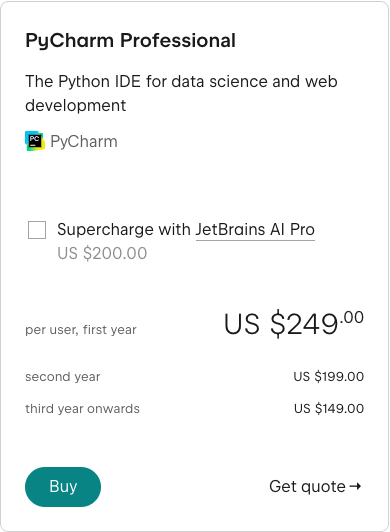 PyCharm Professional
The Python IDE for data science and web
development
PC
PyCharm
Supercharge with JetBrains AI Pro
US $200.00
per user, first year US $249.00
second year US $199.00
third year onwards US $149.00
Buy Get quote →